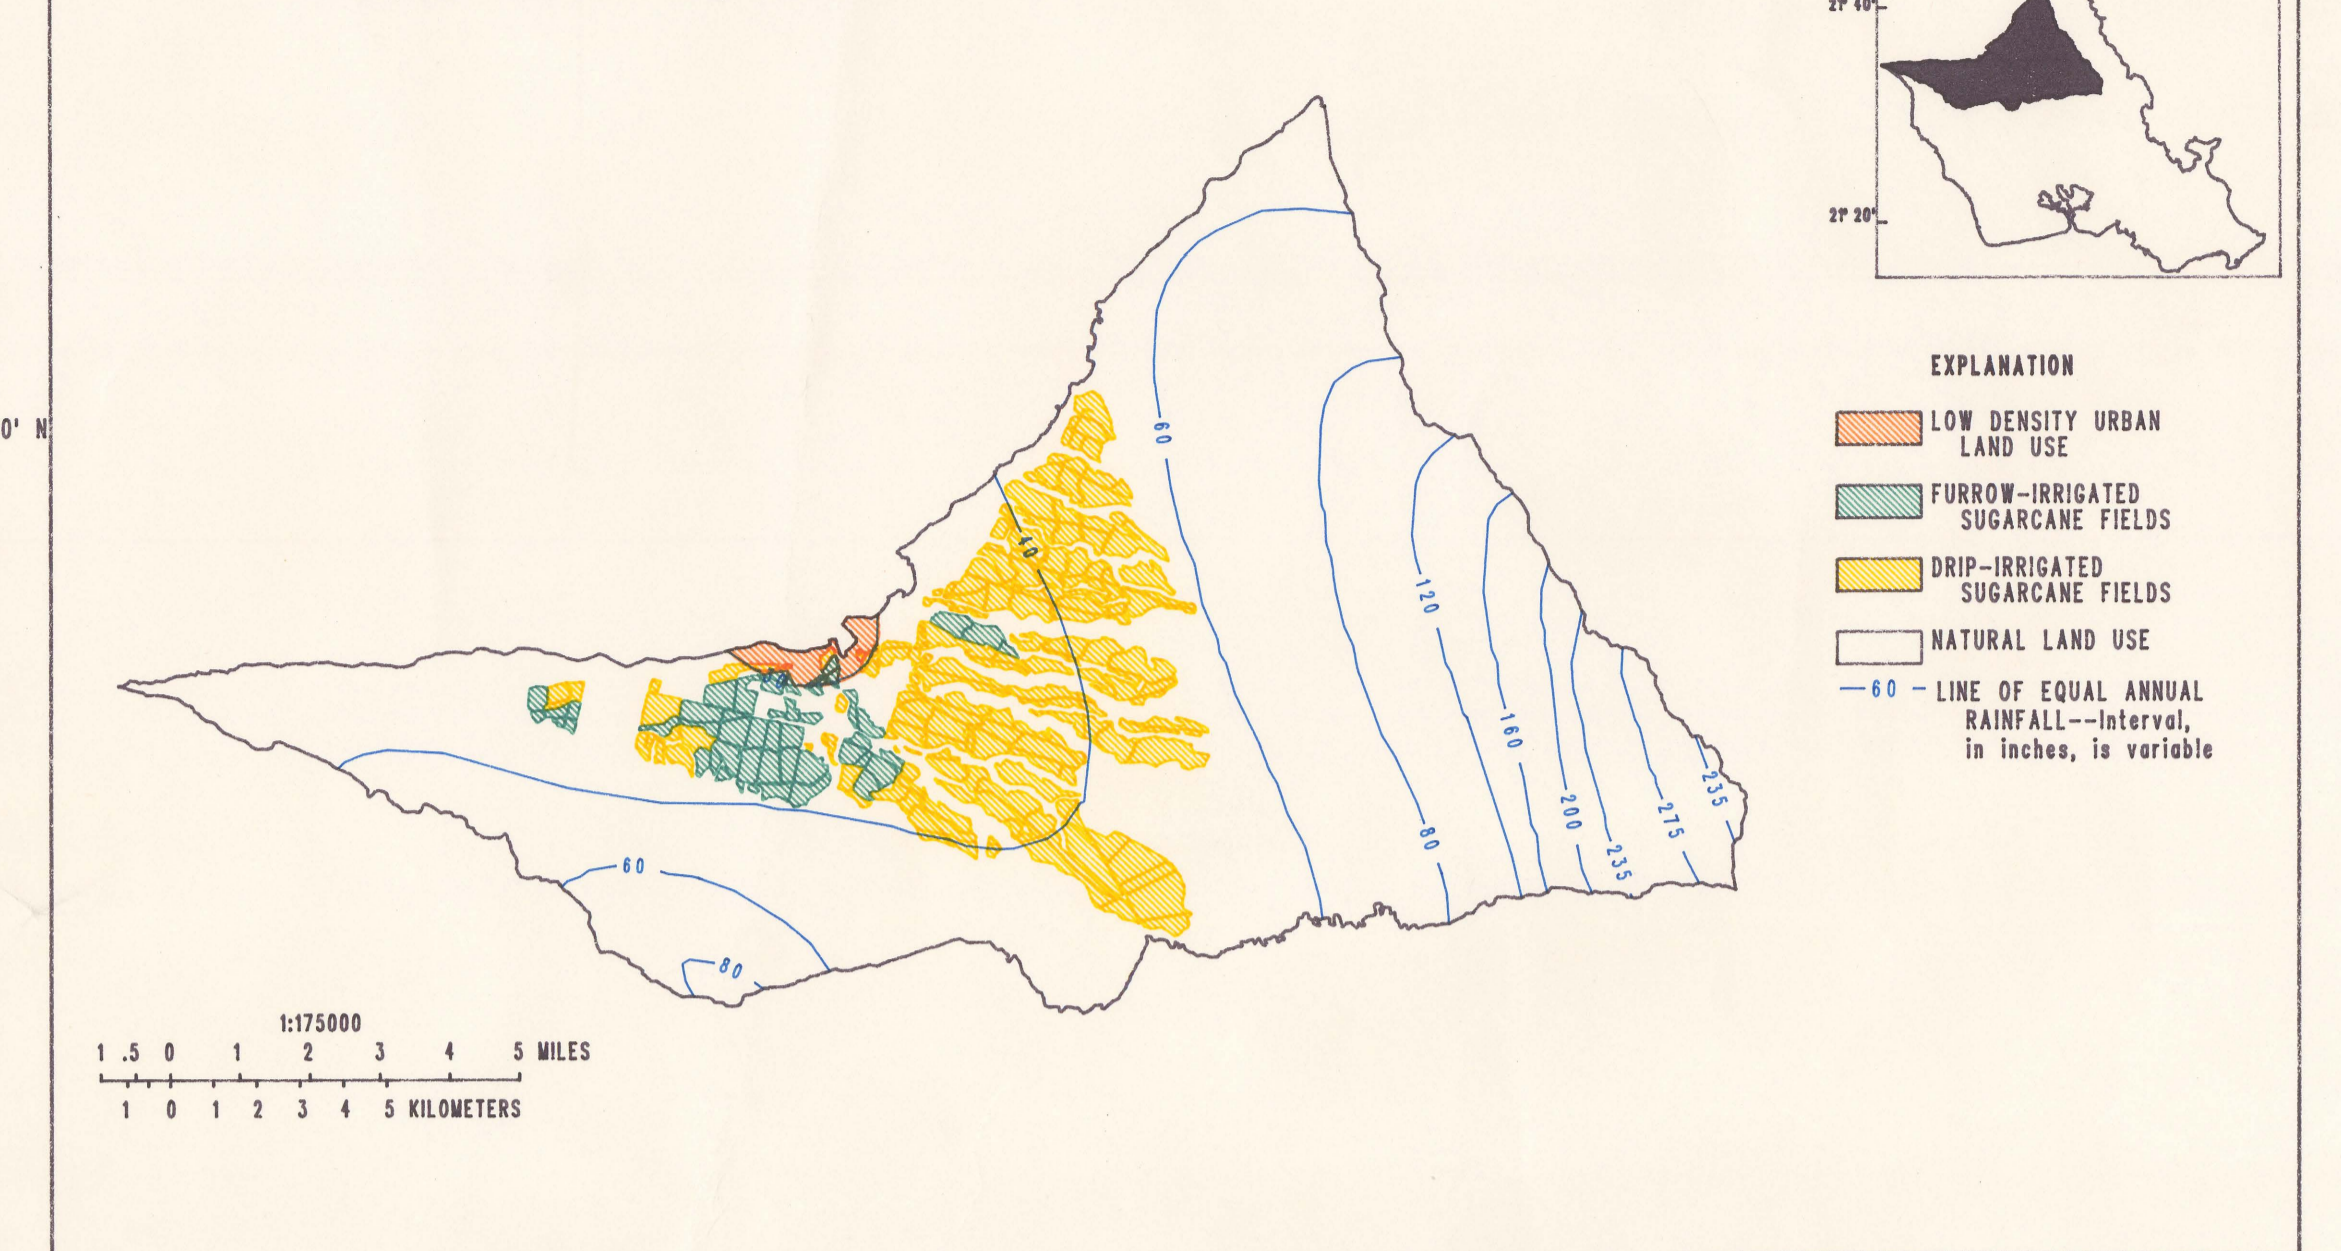 21° 40'
21° 20'
0' N
EXPLANATION
LOW DENSITY URBAN
LAND USE
FURROW-IRRIGATED
SUGARCANE FIELDS
DRIP-IRRIGATED
SUGARCANE FIELDS
NATURAL LAND USE
60
LINE OF EQUAL ANNUAL
RAINFALL--Interval,
in inches, is variable
60
40
120
160
80
200
235
275
235
60
80
1:175000
1 .5 0 1 2 3 4 5 MILES
1 0 1 2 3 4 5 KILOMETERS